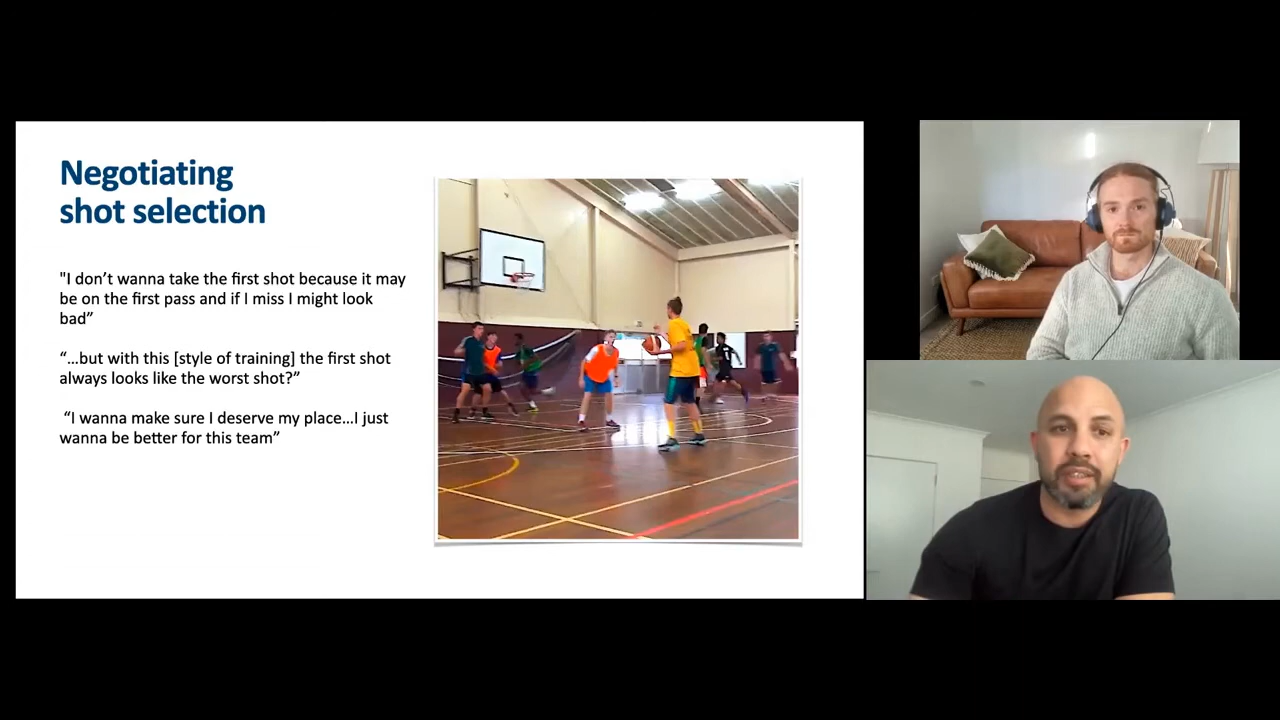 Negotiating
shot selection
"I don’t wanna take the first shot because it may
be on the first pass and if I miss I might look
bad”
“…but with this [style of training] the first shot
always looks like the worst shot?”
“I wanna make sure I deserve my place…I just
wanna be better for this team”